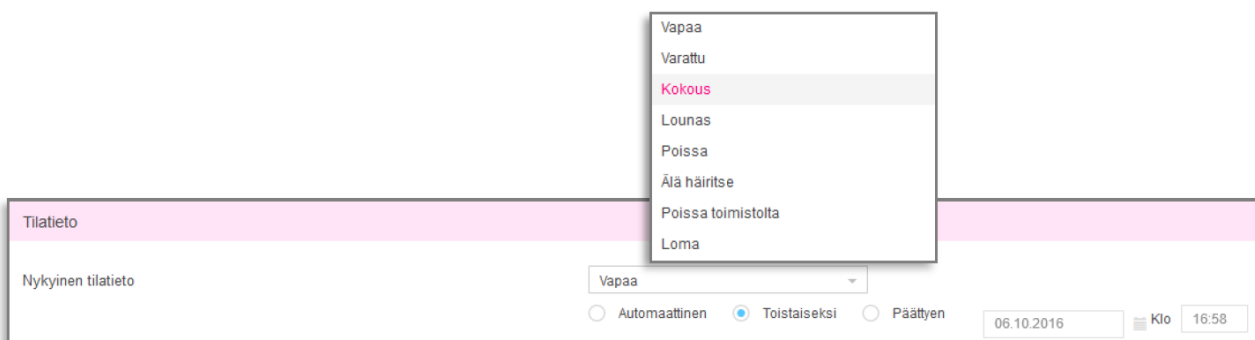 Vapaa
Varattu
Kokous
Lounas
Poissa
Älä häiritse
Poissa toimistolta
Loma
Tilatieto
Nykyinen tilatieto
Vapaa
Automaattinen Toistaiseksi Päättyen 06.10.2016 Klo 16:58